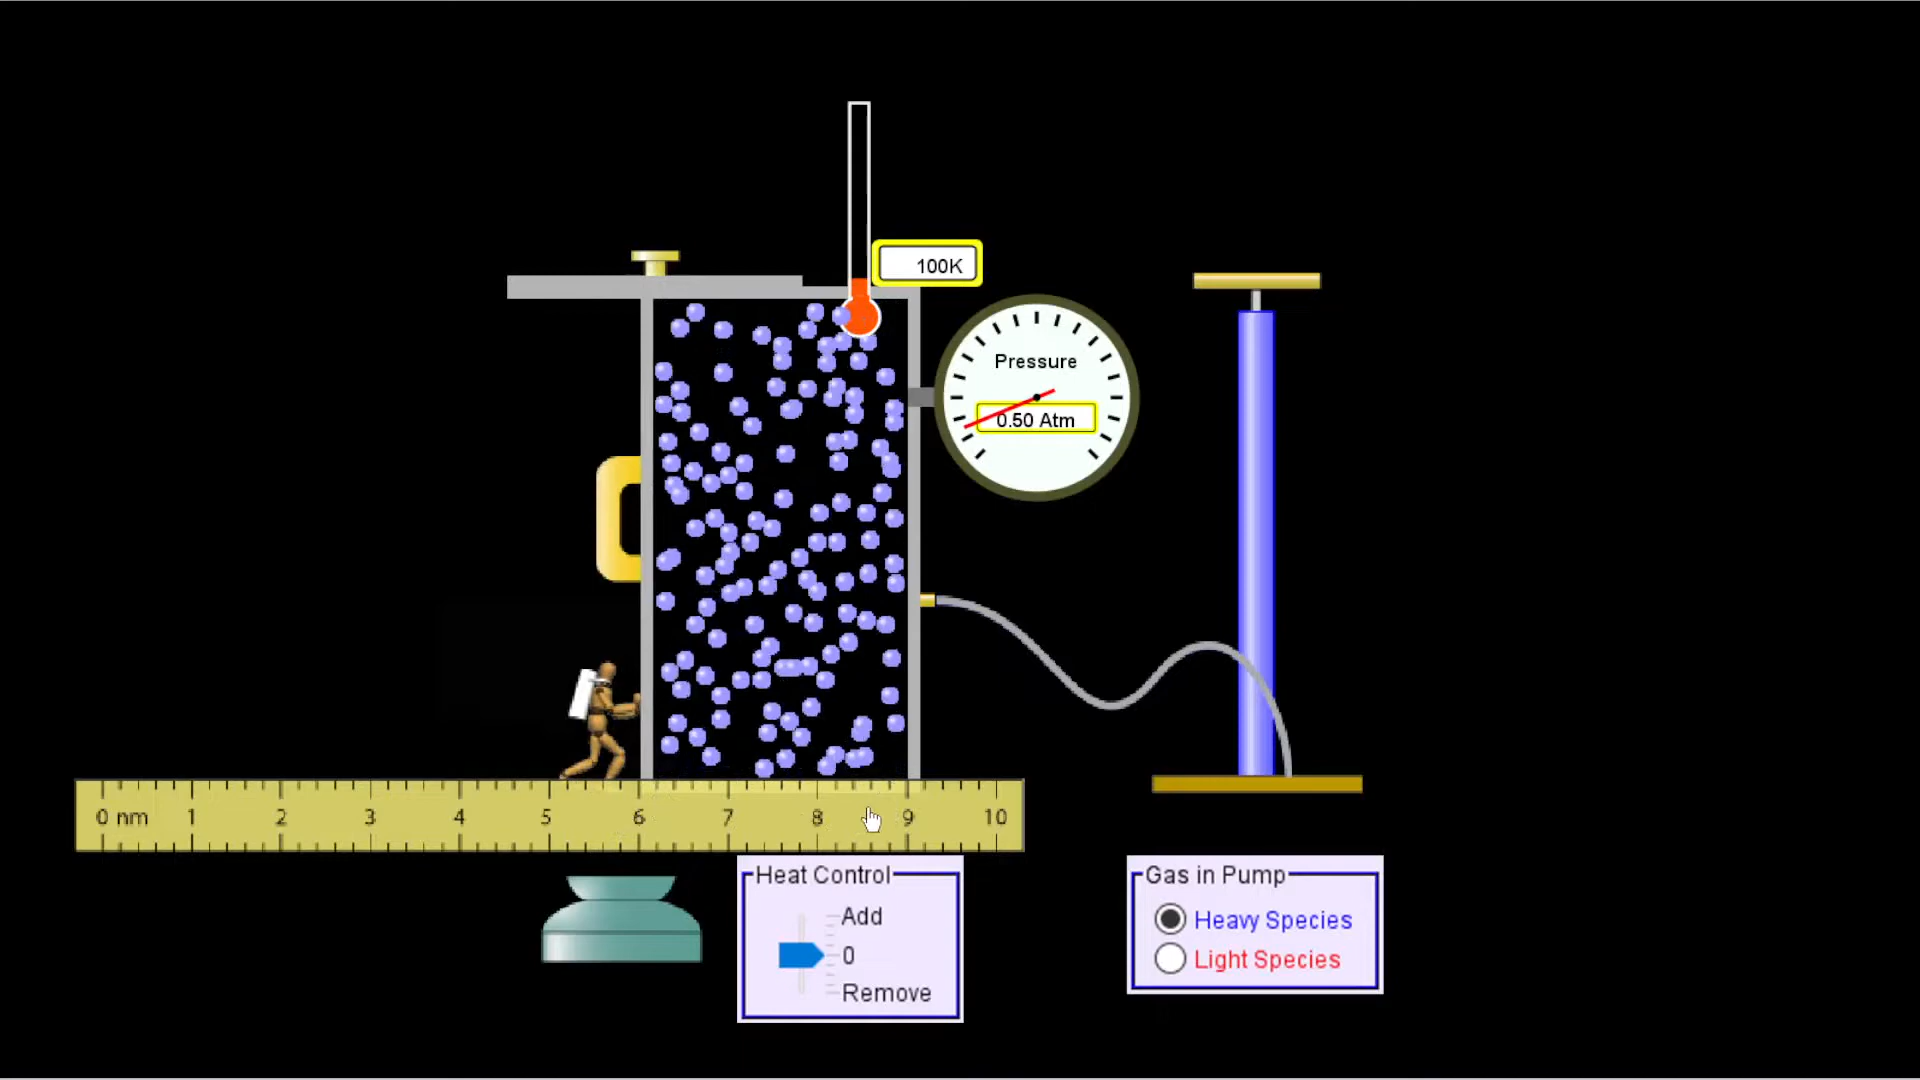 100K
Pressure
0.50 Atm
0 nm 1 2 3 4 5 6 7 8 9 10
Heat Control
Add
0
Remove
Gas in Pump
Heavy Species
Light Species